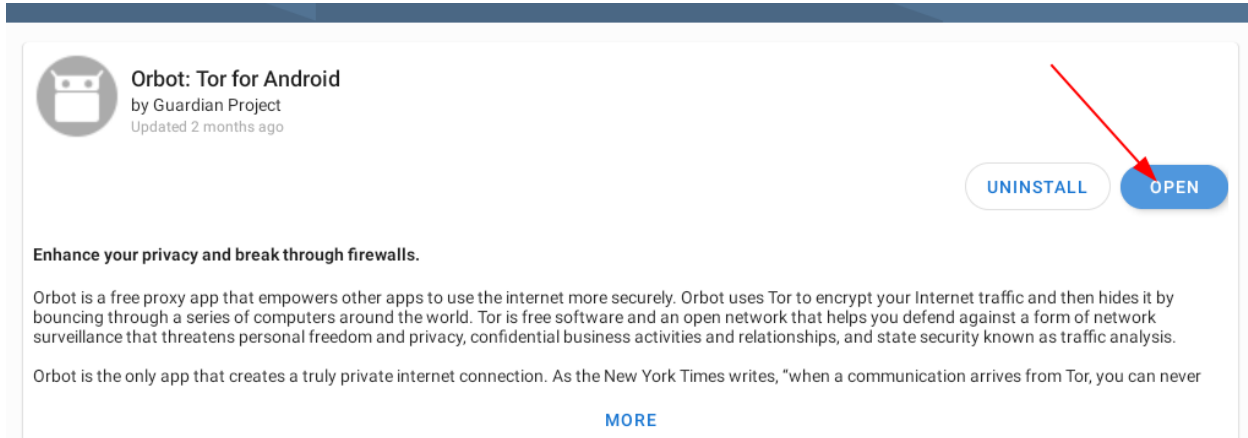 Orbot: Tor for Android
by Guardian Project
Updated 2 months ago
UNINSTALL
OPEN
Enhance your privacy and break through firewalls.
Orbot is a free proxy app that empowers other apps to use the internet more securely. Orbot uses Tor to encrypt your Internet traffic and then hides it by
bouncing through a series of computers around the world. Tor is free software and an open network that helps you defend against a form of network
surveillance that threatens personal freedom and privacy, confidential business activities and relationships, and state security known as traffic analysis.
Orbot is the only app that creates a truly private internet connection. As the New York Times writes, “when a communication arrives from Tor, you can never
MORE